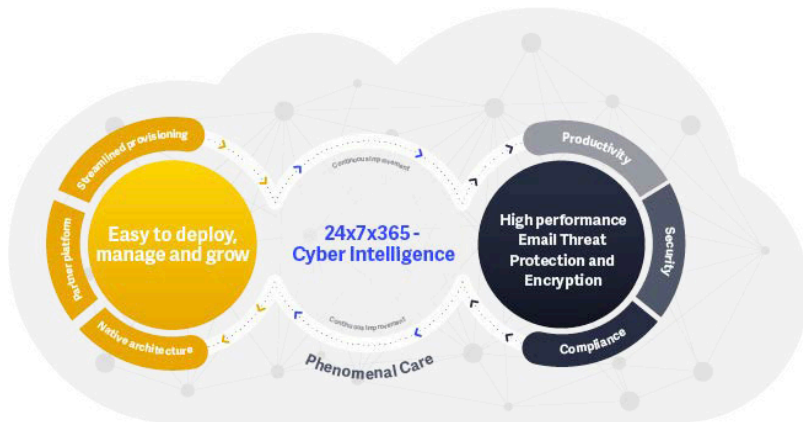 Streamlined provisioning
Partner platform
Native architecture
Easy to deploy,
manage and grow
Continuous Improvement
24x7x365 -
Cyber Intelligence
Continuous Improvement
Phenomenal Care
High performance
Email Threat
Protection and
Encryption
Productivity
Security
Compliance